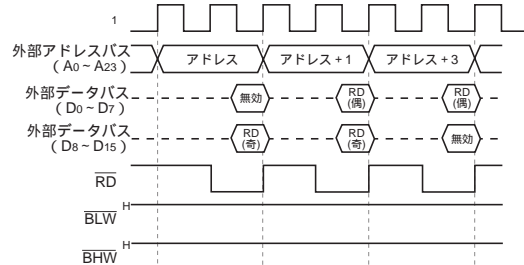 1
外部アドレスバス
(A0～A23)
アドレス
アドレス+1
アドレス+3
外部データバス
(D0～D7)
無効
RD
(偶)
RD
(偶)
外部データバス
(D8～D15)
RD
(奇)
RD
(奇)
無効
RD
H
BLW
H
BHW